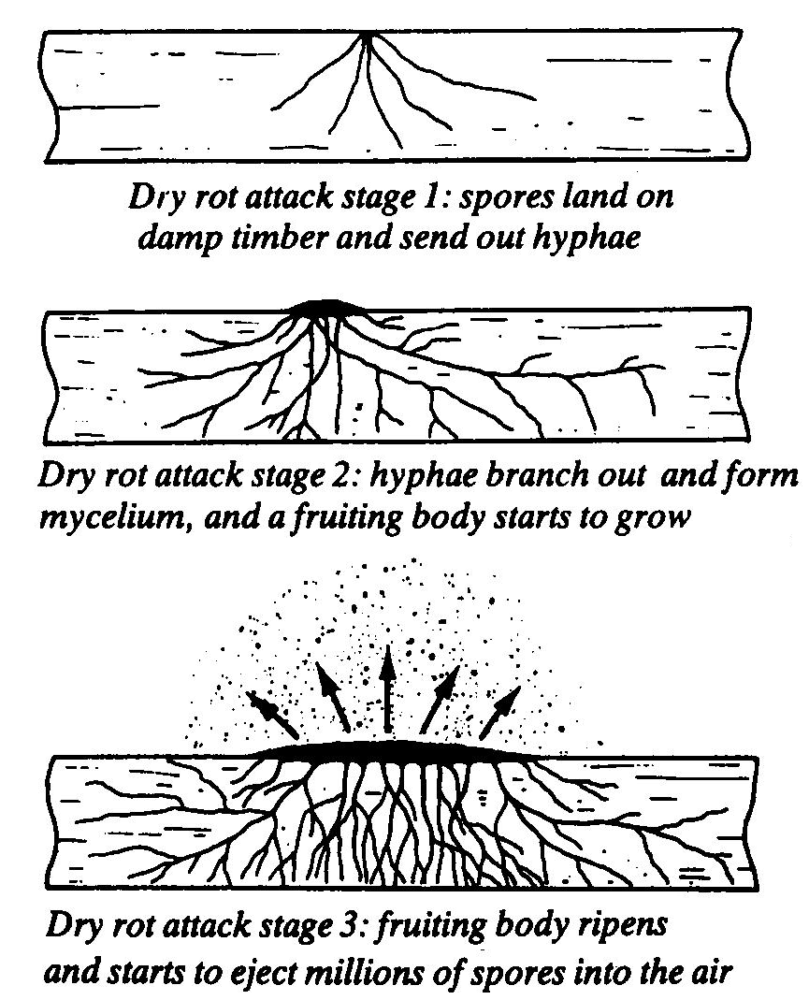 Dry rot attack stage 1: spores land on
damp timber and send out hyphae
Dry rot attack stage 2: hyphae branch out and form
mycelium, and a fruiting body starts to grow
Dry rot attack stage 3: fruiting body ripens
and starts to eject millions of spores into the air